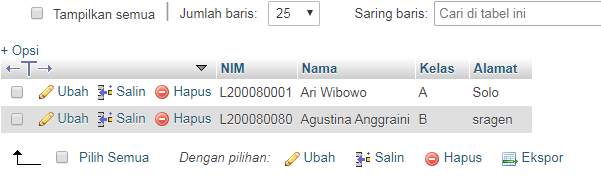 Tampilkan semua | Jumlah baris: 25 Saring baris: Cari di tabel ini
+ Opsi
←T→ NIM Nama Kelas Alamat
Ubah Salin Hapus L200080001 Ari Wibowo A Solo
Ubah Salin Hapus L200080080 Agustina Anggraini B sragen
Pilih Semua Dengan pilihan: Ubah Salin Hapus Ekspor